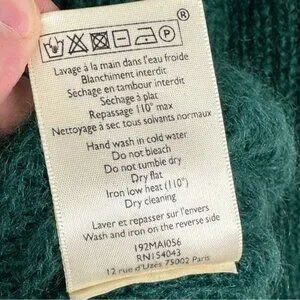 ®
P
Lavage à la main dans l'eau froide
Blanchiment interdit
Séchage en tambour interdit
Séchage à plat
Repassage 110° max
Nettoyage à sec tous solvants normaux
Hand wash in cold water
Do not bleach
Do not tumble dry
Dry flat
Iron low heat (110°)
Dry cleaning
Laver et repasser sur l'envers
Wash and iron on the reverse side
192MAI056
RN154043
12 rue d'Uzès 75002 Paris